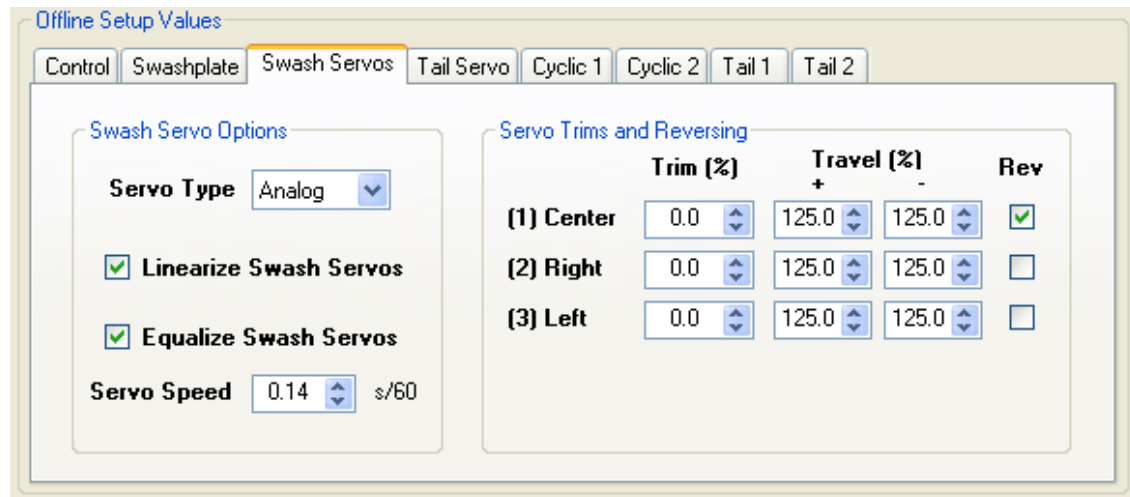 Offline Setup Values
Control Swashplate Swash Servos Tail Servo Cyclic 1 Cyclic 2 Tail 1 Tail 2
Swash Servo Options
Servo Type Analog
Linearize Swash Servos
Equalize Swash Servos
Servo Speed 0.14 s/60
Servo Trims and Reversing
Trim (%) Travel (%) Rev
+ -
(1) Center 0.0 125.0 125.0
(2) Right 0.0 125.0 125.0
(3) Left 0.0 125.0 125.0